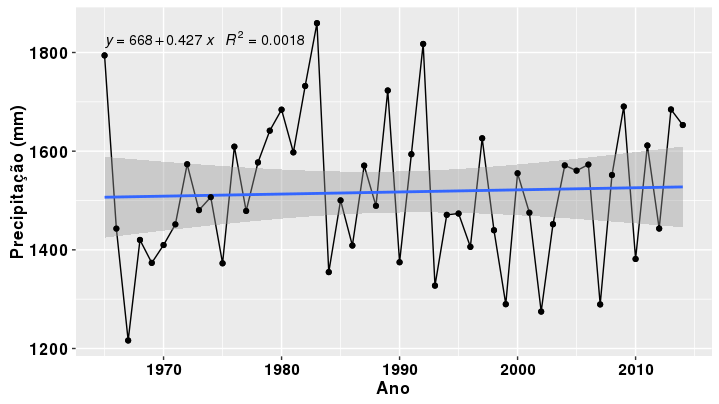 y = 668 + 0.427 x R² = 0.0018
1800
1600
1400
1200
Precipitação (mm)
1970 1980 1990 2000 2010
Ano